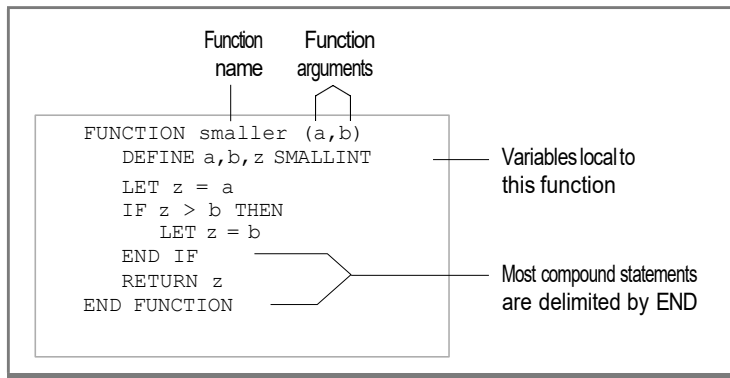 Function name
Function arguments
FUNCTION smaller (a,b)
DEFINE a,b,z SMALLINT
Variables local to
this function
LET z = a
IF z > b THEN
LET z = b
END IF
RETURN z
END FUNCTION
Most compound statements
are delimited by END